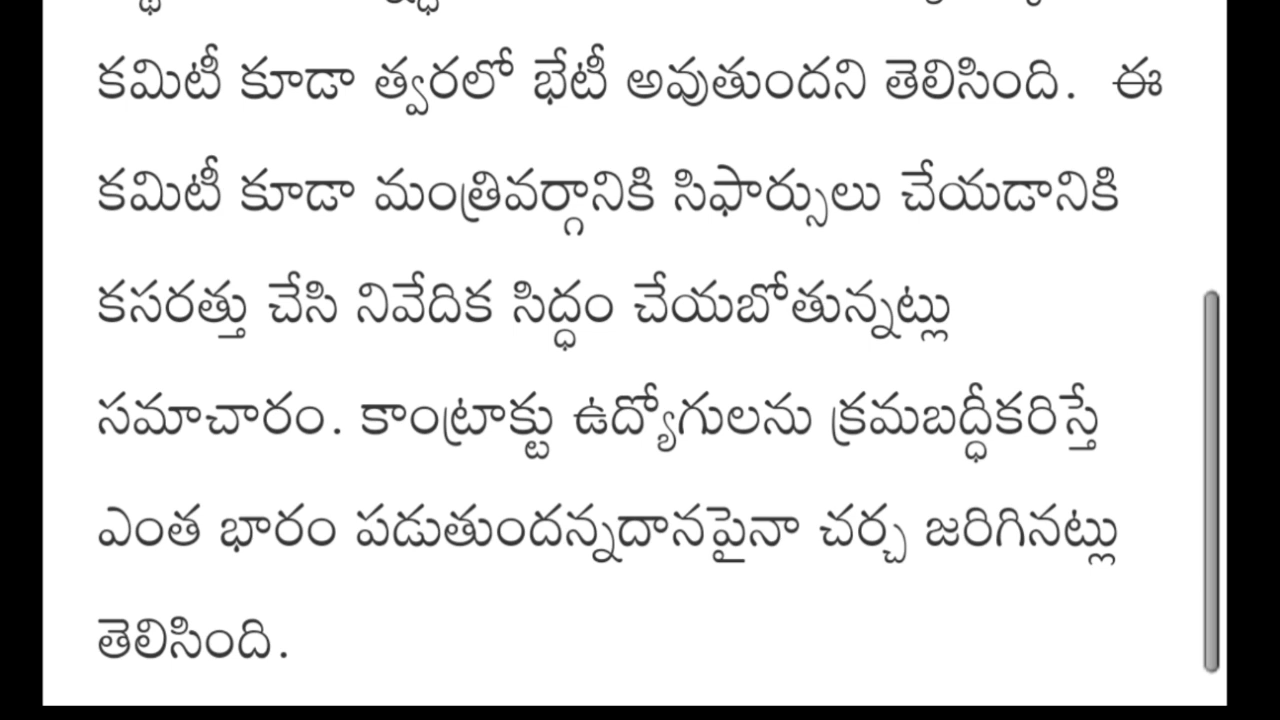 కమిటీ కూడా త్వరలో భేటీ అవుతుందని తెలిసింది.  ఈ
కమిటీ కూడా మంత్రివర్గానికి సిఫార్సులు చేయడానికి
కసరత్తు చేసి నివేదిక సిద్ధం చేయబోతున్నట్లు
సమాచారం. కాంట్రాక్టు ఉద్యోగులను క్రమబద్ధీకరిస్తే
ఎంత భారం పడుతుందన్నదానపైనా చర్చ జరిగినట్లు
తెలిసింది.